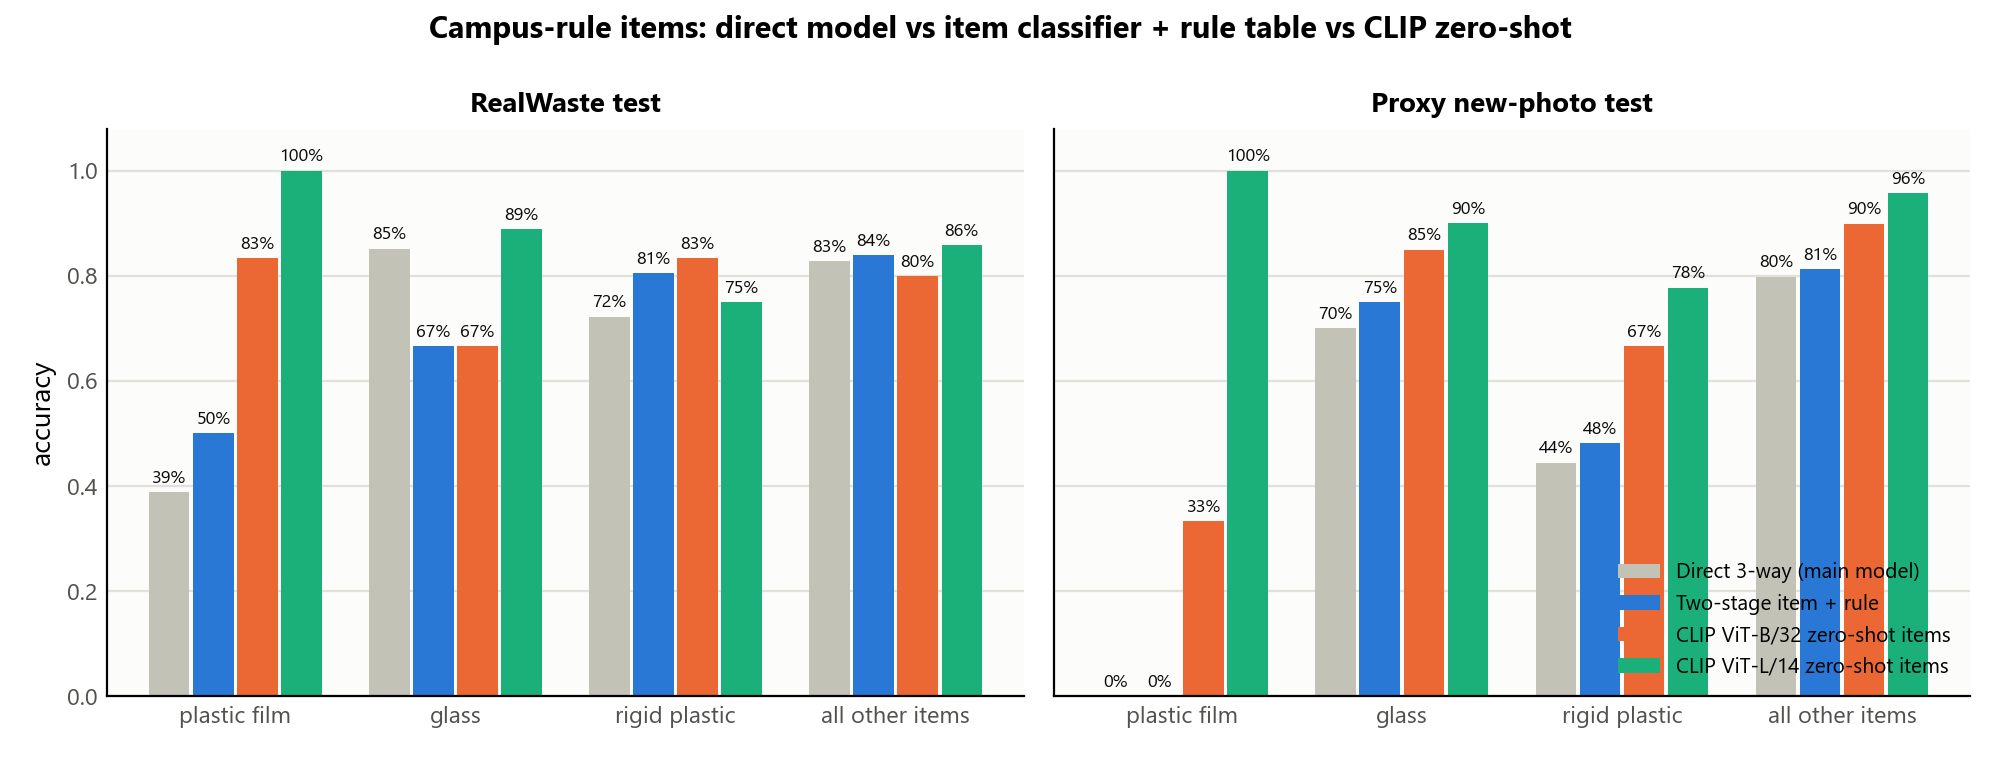 Campus-rule items: direct model vs item classifier + rule table vs CLIP zero-shot
RealWaste test
accuracy
1.0
0.8
0.6
0.4
0.2
0.0
39%
50%
83%
100%
85%
67%
67%
89%
72%
81%
83%
75%
83%
84%
80%
86%
plastic film
glass
rigid plastic
all other items
Proxy new-photo test
0%
0%
33%
100%
70%
75%
85%
90%
44%
48%
67%
78%
80%
81%
90%
96%
Direct 3-way (main model)
Two-stage item + rule
CLIP ViT-B/32 zero-shot items
CLIP ViT-L/14 zero-shot items
plastic film
glass
rigid plastic
all other items